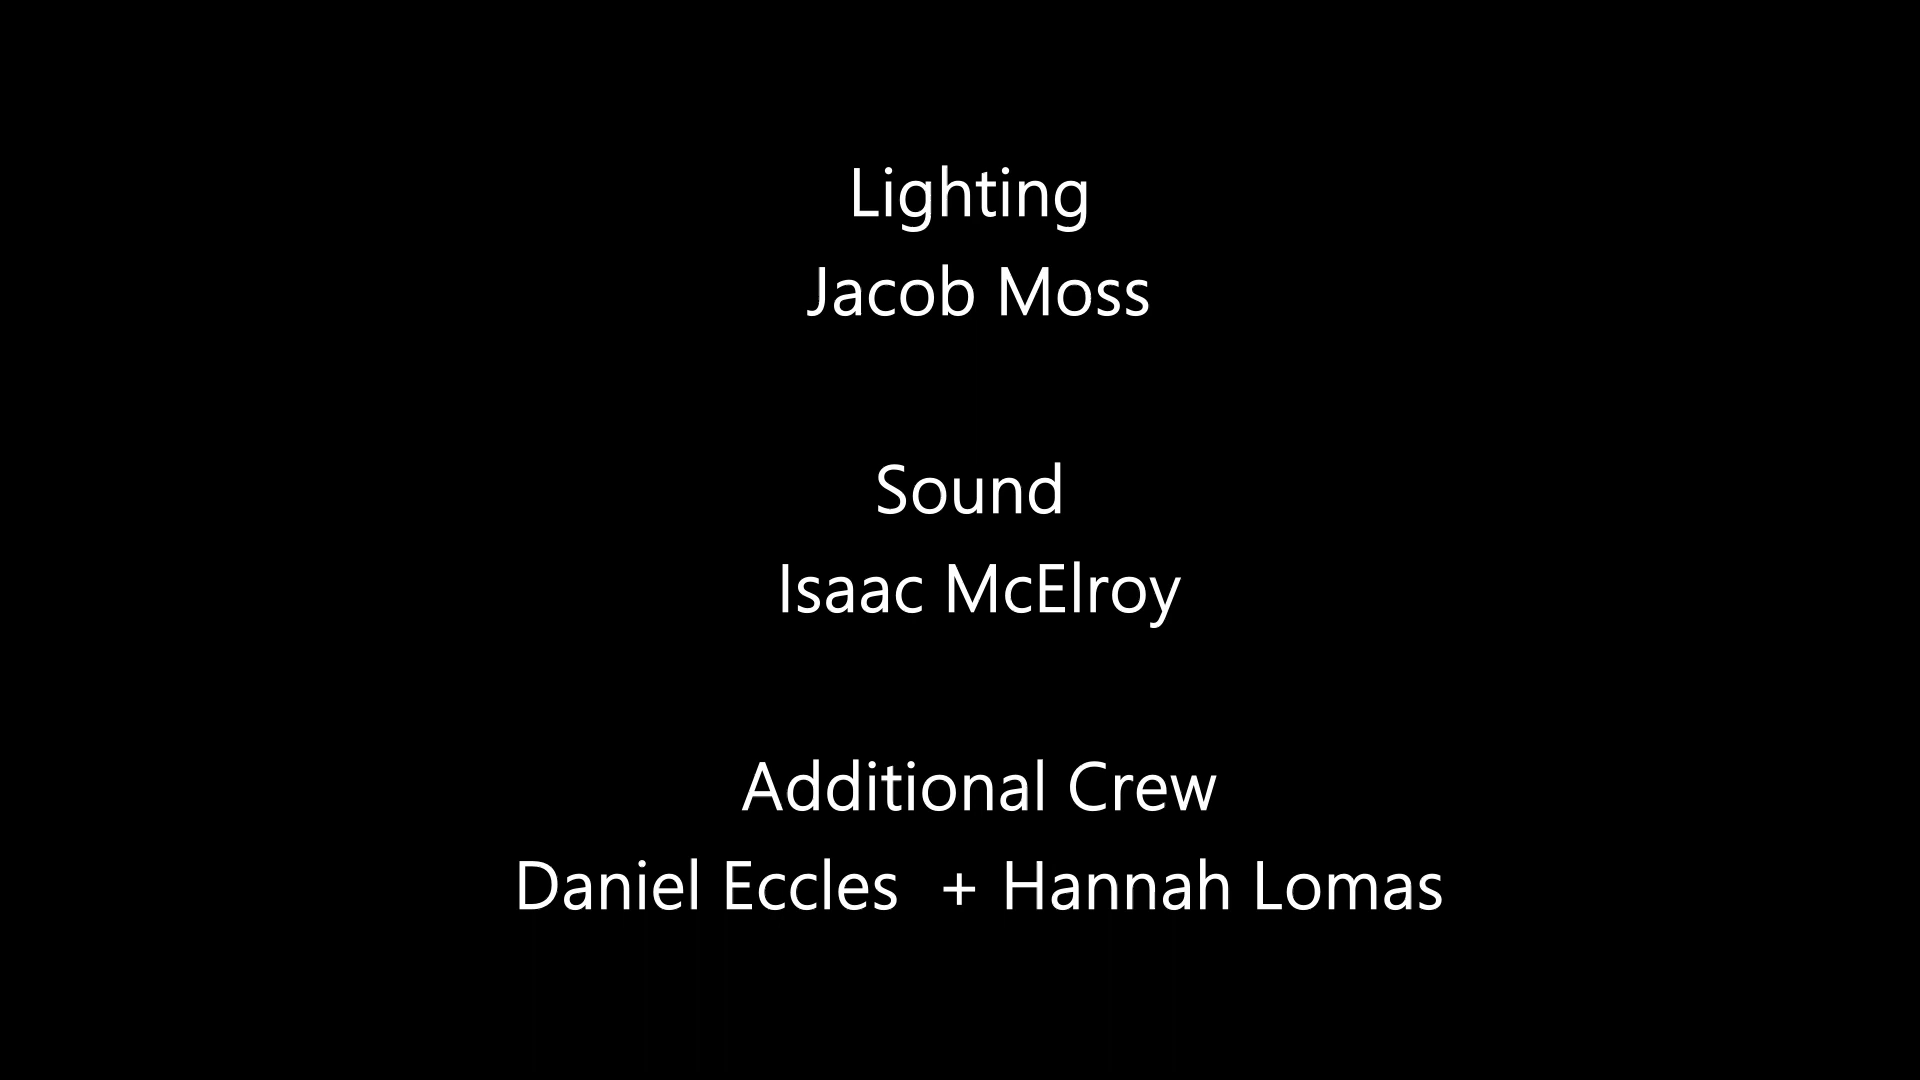 Lighting
Jacob Moss
Sound
Isaac McElroy
Additional Crew
Daniel Eccles  + Hannah Lomas